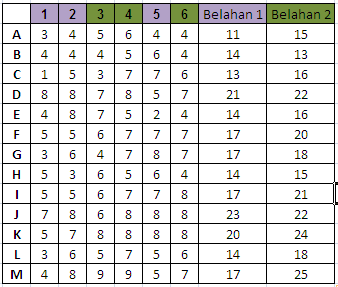 1 2 3 4 5 6 Belahan 1 Belahan 2
A 3 4 5 6 4 4 11 15
B 4 4 4 5 6 4 14 13
C 1 5 3 7 7 6 13 16
D 8 8 7 8 5 7 21 22
E 4 8 7 5 2 4 14 16
F 5 5 6 7 7 7 17 20
G 3 6 4 7 8 7 17 18
H 5 3 6 5 6 4 14 15
I 5 5 6 7 7 8 17 21
J 7 8 6 8 8 8 23 22
K 5 7 8 8 8 8 20 24
L 3 6 5 7 5 6 14 18
M 4 8 9 9 5 7 17 25